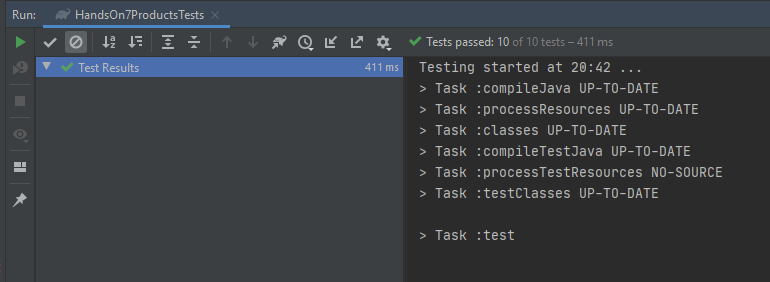 Run: HandsOn7ProductsTests
Tests passed: 10 of 10 tests – 411 ms
Test Results 411 ms
Testing started at 20:42 ...
> Task :compileJava UP-TO-DATE
> Task :processResources UP-TO-DATE
> Task :classes UP-TO-DATE
> Task :compileTestJava UP-TO-DATE
> Task :processTestResources NO-SOURCE
> Task :testClasses UP-TO-DATE
> Task :test